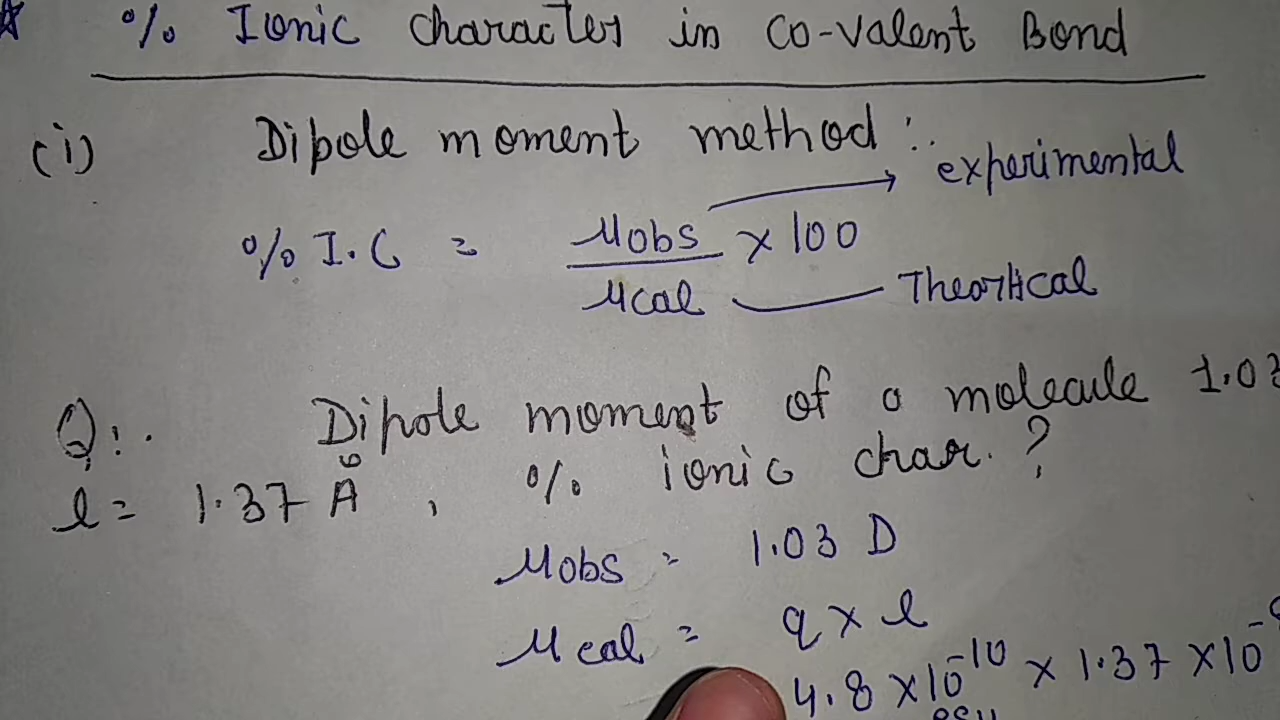 % Ionic character in co-valent Bond
(i) Dipole moment method :.
experimental
% I.C = μobs × 100
μcal Theortical
Q:. Dipole moment of a molecule 1.03
l = 1.37 Å , % ionic char. ?
μobs = 1.03 D
μcal = q × l
4.8 × 10⁻¹⁰ × 1.37 × 10⁻
esu